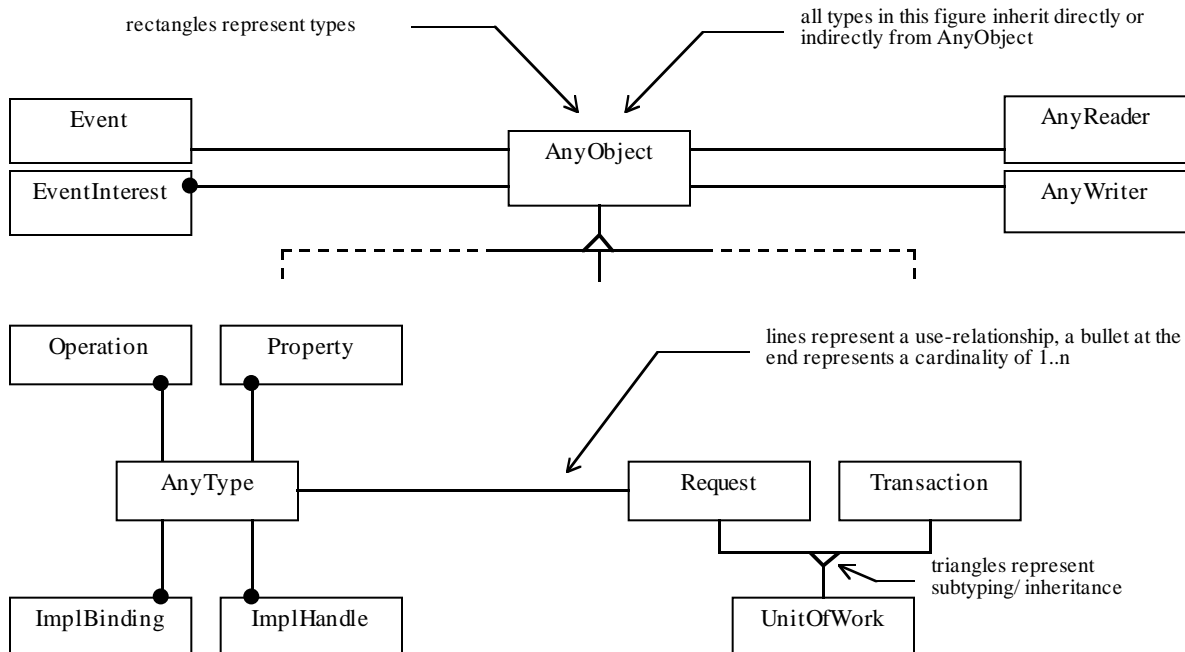 rectangles represent types
all types in this figure inherit directly or
indirectly from AnyObject
Event
AnyObject
AnyReader
EventInterest
AnyWriter
Operation
Property
lines represent a use-relationship, a bullet at the
end represents a cardinality of 1..n
AnyType
Request
Transaction
triangles represent
subtyping/ inheritance
ImplBinding
ImplHandle
UnitOfWork